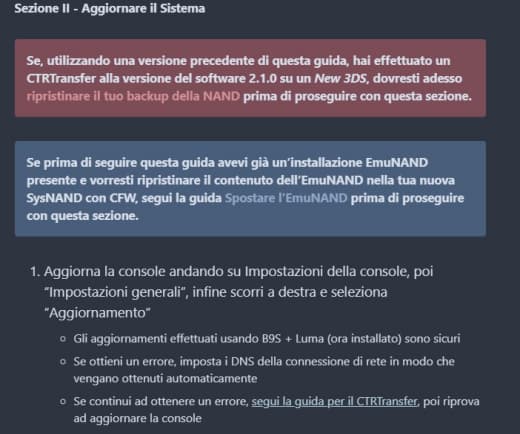 Sezione II - Aggiornare il Sistema
Se, utilizzando una versione precedente di questa guida, hai effettuato un
CTRTransfer alla versione del software 2.1.0 su un New 3DS, dovresti adesso
ripristinare il tuo backup della NAND prima di proseguire con questa sezione.
Se prima di seguire questa guida avevi già un'installazione EmuNAND
presente e vorresti ripristinare il contenuto dell'EmuNAND nella tua nuova
SysNAND con CFW, segui la guida Spostare l'EmuNAND prima di proseguire
con questa sezione.
1. Aggiorna la console andando su Impostazioni della console, poi
"Impostazioni generali", infine scorri a destra e seleziona
"Aggiornamento"
Gli aggiornamenti effettuati usando B9S + Luma (ora installato) sono sicuri
Se ottieni un errore, imposta i DNS della connessione di rete in modo che
vengano ottenuti automaticamente
Se continui ad ottenere un errore, segui la guida per il CTRTransfer, poi riprova
ad aggiornare la console